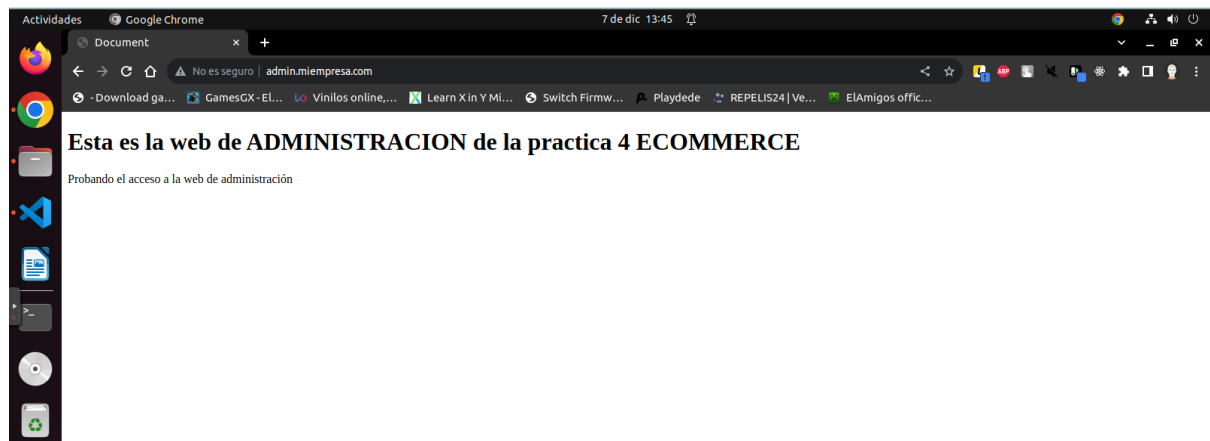 Actividades Google Chrome 7 de dic 13:45
Document
No es seguro | admin.miempresa.com
- Download ga... GamesGX - El... Vinilos online,... Learn X in Y Mi... Switch Firmw... Playdede REPELIS24 | Ve... ElAmigos offic...
Esta es la web de ADMINISTRACION de la practica 4 ECOMMERCE
Probando el acceso a la web de administración